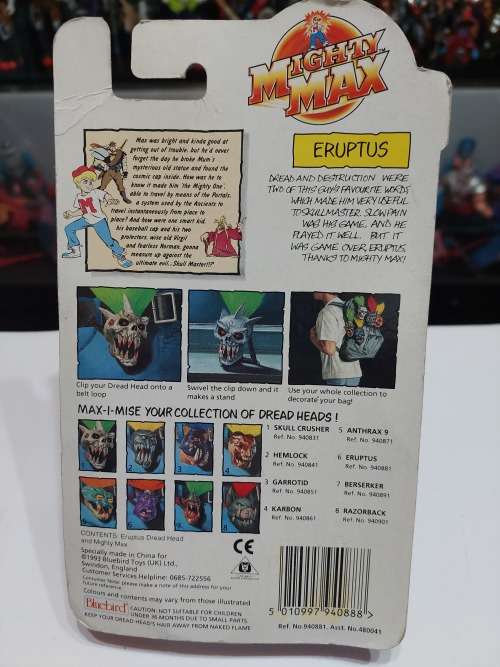 MIGHTY
MAX
Max was bright and kinda good at
getting out of trouble, but he'd never
forget the day he broke Mum's
mysterious old statue and found the
cosmic cap inside. How was he to
know it made him 'the Mighty One'
able to travel by means of the Portals,
a system used by the Ancients to
travel instantaneously from place to
place? And how were one smart kid,
his baseball cap and his two
protectors, wise old Virgil
and fearless Norman, gonna
measure up against the
ultimate evil...Skull Master!!?
ERUPTUS
DREAD AND DESTRUCTION WERE
TWO OF THIS GUY'S FAVOURITE WORDS
WHICH MADE HIM VERY USEFUL
TO SKULLMASTER. SLOW PAIN
WAS HIS GAME, AND HE
PLAYED IT WELL. BUT IT
WAS GAME OVER, ERUPTUS,
THANKS TO MIGHTY MAX!
Clip your Dread Head onto a
belt loop
Swivel the clip down and it
makes a stand
Use your whole collection to
decorate your bag!
MAX-I-MISE YOUR COLLECTION OF DREAD HEADS !
1 SKULL CRUSHER
Ref. No. 940831
2 HEMLOCK
Ref. No. 940841
3 GARROTID
Ref. No. 940851
4 KARBON
Ref. No. 940861
5 ANTHRAX 9
Ref. No. 940871
6 ERUPTUS
Ref. No. 940881
7 BERSERKER
Ref. No. 940891
8 RAZORBACK
Ref. No. 940901
CONTENTS: Eruptus Dread Head
and Mighty Max
Specially made in China for
©1993 Bluebird Toys (UK) Ltd.,
Swindon, England
Customer Services Helpline: 0685-722556
Consumer Note: please make a note of this address for your
future reference
Colours and contents may vary from those illustrated
Bluebird
CAUTION: NOT SUITABLE FOR CHILDREN
UNDER 36 MONTHS DUE TO SMALL PARTS.
KEEP YOUR DREAD HEAD'S HAIR AWAY FROM NAKED FLAME
CE
5 010997 940888 >
Ref. No. 940881. Asst. No.480041